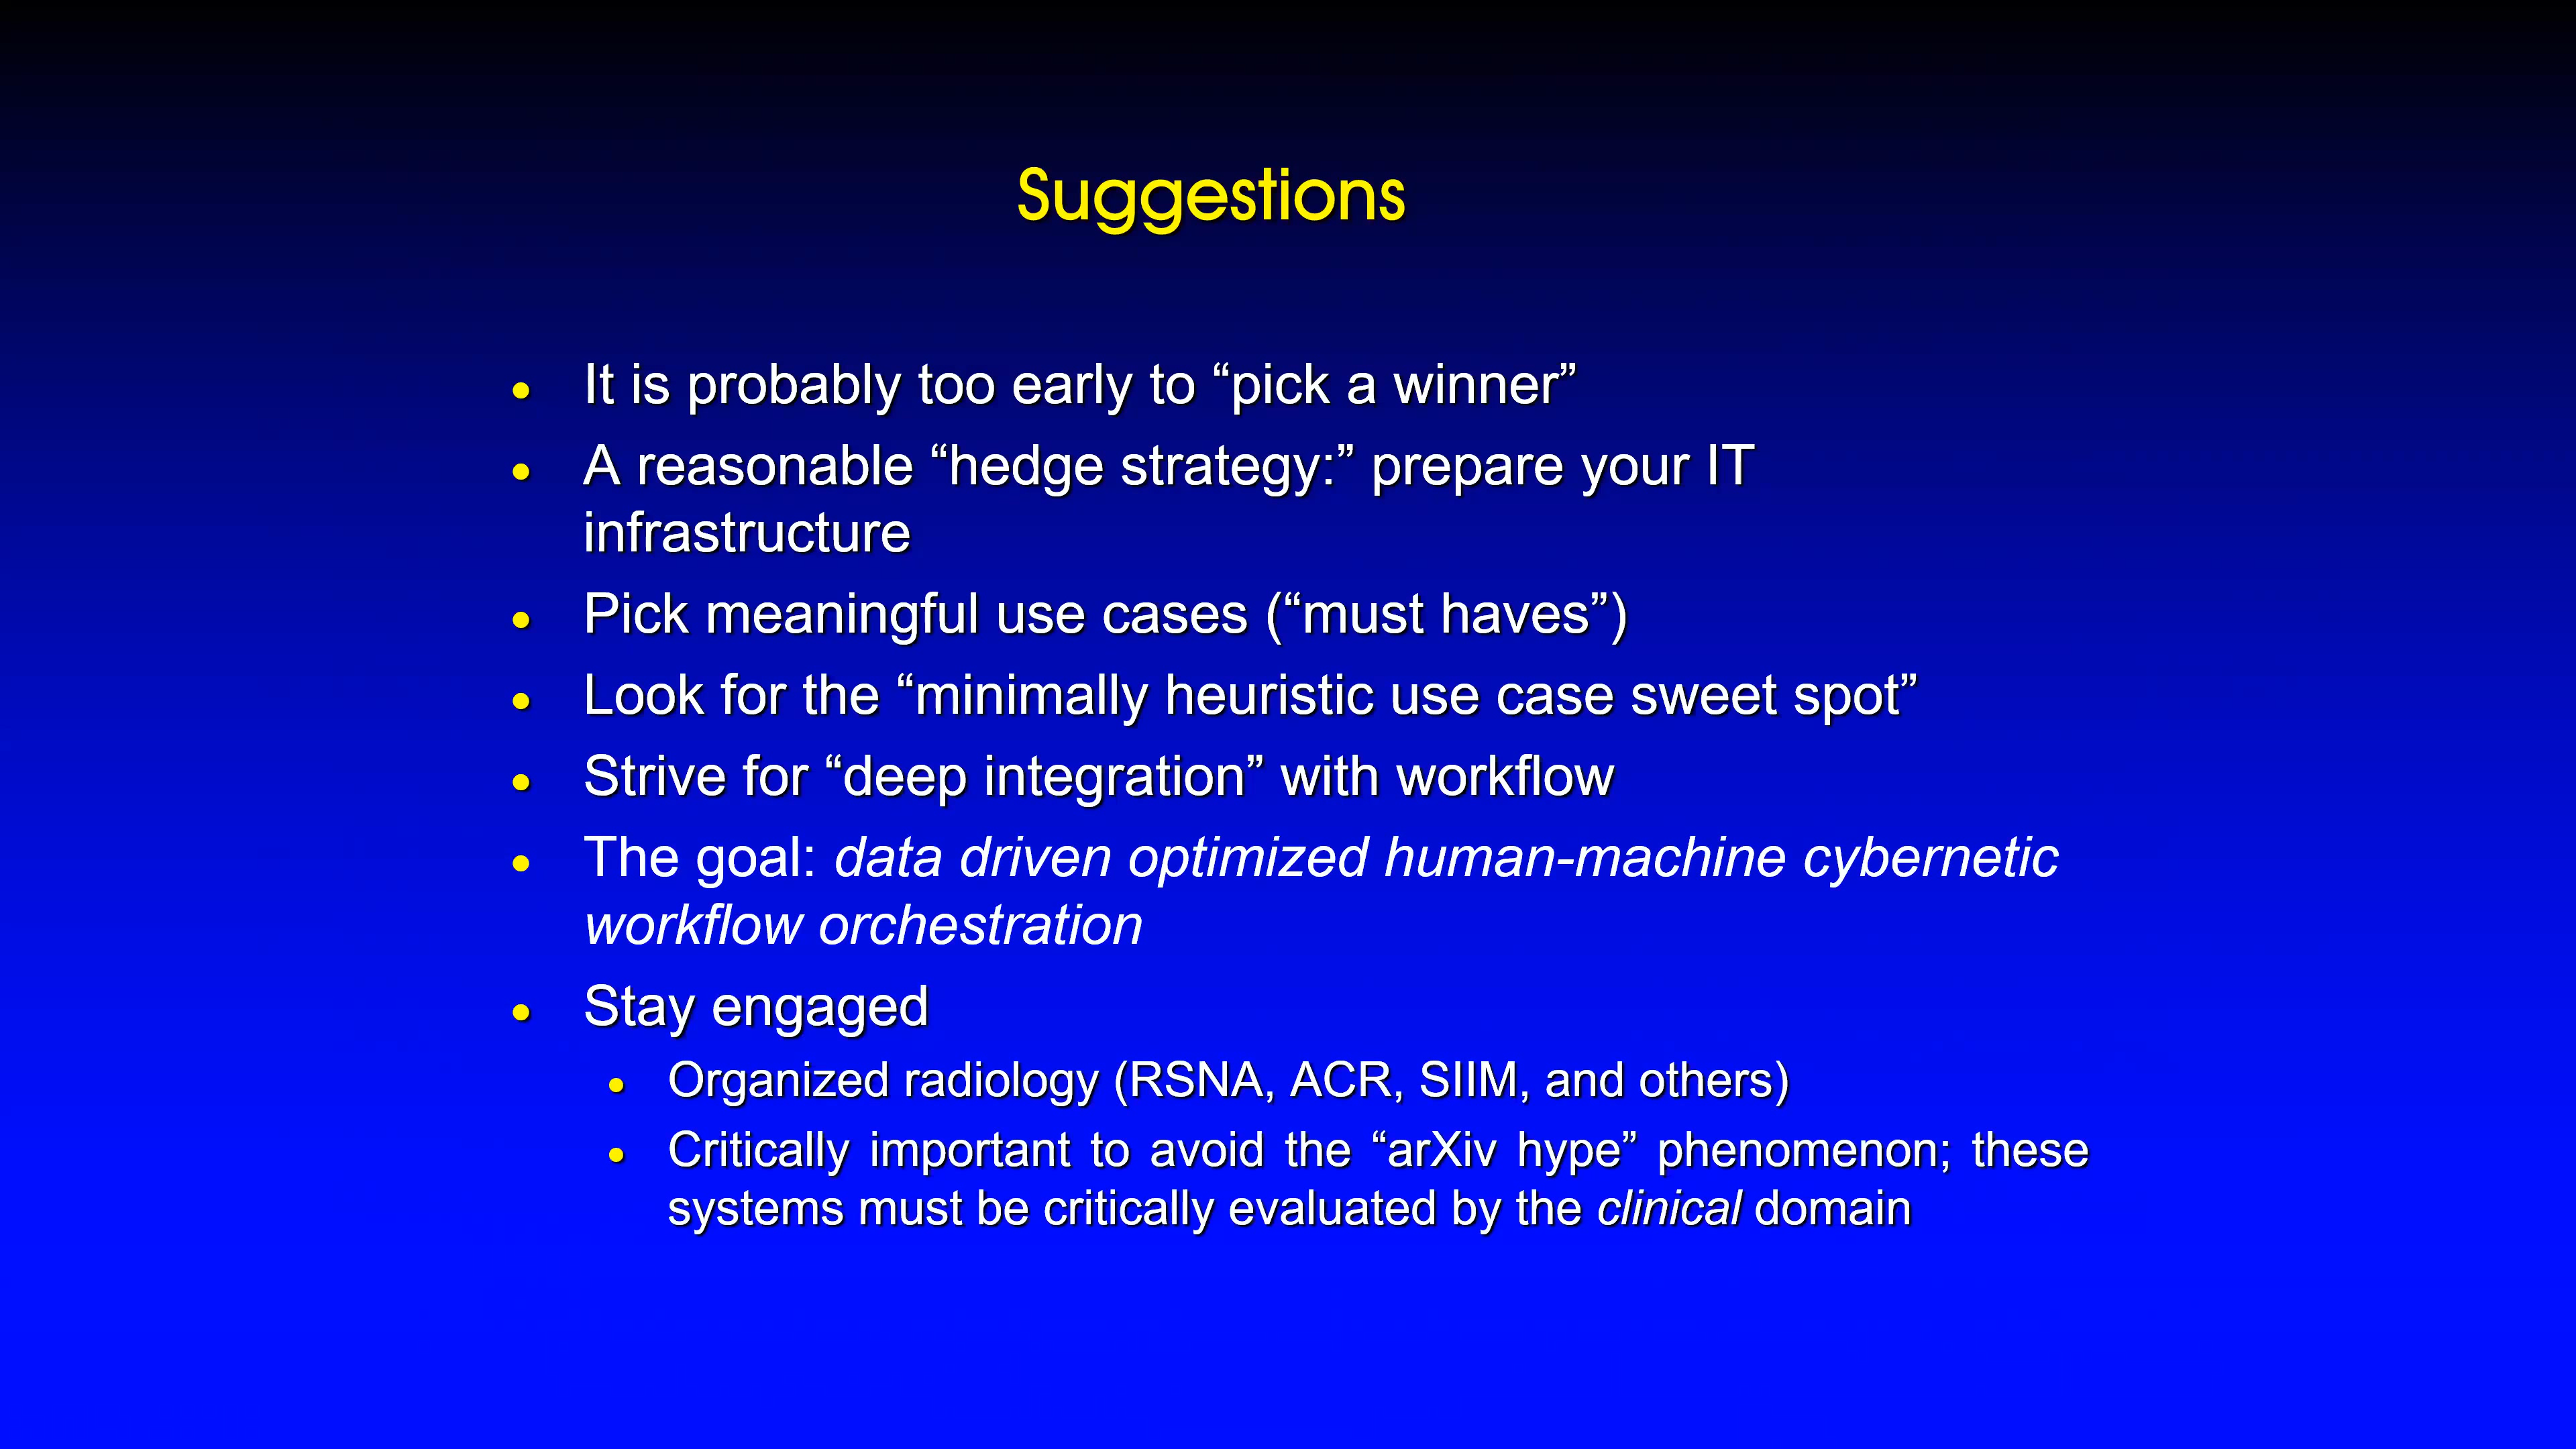 Suggestions
• It is probably too early to “pick a winner”
• A reasonable “hedge strategy:” prepare your IT
infrastructure
• Pick meaningful use cases (“must haves”)
• Look for the “minimally heuristic use case sweet spot”
• Strive for “deep integration” with workflow
• The goal: data driven optimized human-machine cybernetic
workflow orchestration
• Stay engaged
• Organized radiology (RSNA, ACR, SIIM, and others)
• Critically important to avoid the “arXiv hype” phenomenon; these
systems must be critically evaluated by the clinical domain